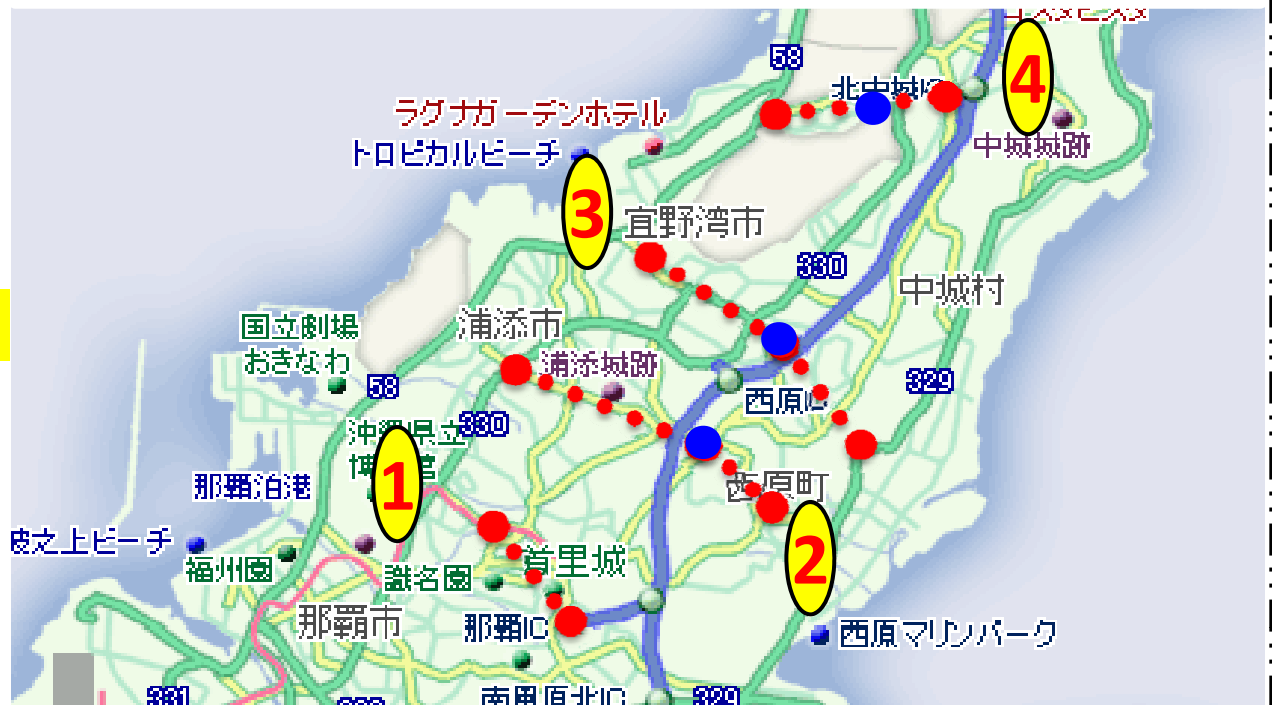 58
北中城IC
4
ラグナガーデンホテル
トロピカルビーチ
中城城跡
3
宜野湾市
330
中城村
国立劇場
おきなわ
浦添市
浦添城跡
58
329
西原
330
沖縄県立
1
那覇泊港
西原町
波之上ビーチ
首里城
2
福州園
識名園
那覇市
那覇IC
西原マリンパーク
331
南風原北IC
329